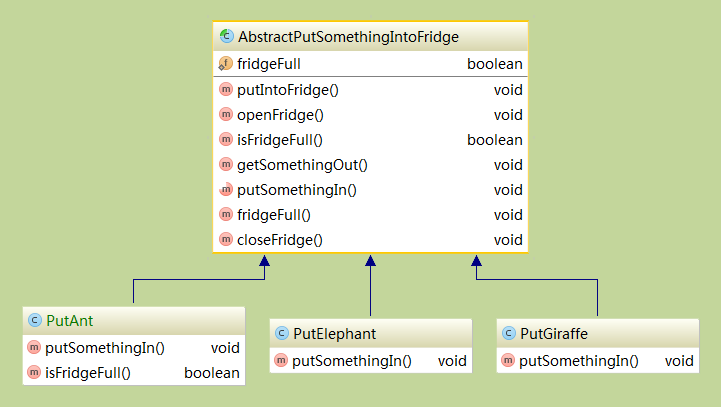 AbstractPutSomethingIntoFridge
fridgeFull boolean
putIntoFridge() void
openFridge() void
isFridgeFull() boolean
getSomethingOut() void
putSomethingIn() void
fridgeFull() void
closeFridge() void
PutAnt
putSomethingIn() void
isFridgeFull() boolean
PutElephant
putSomethingIn() void
PutGiraffe
putSomethingIn() void